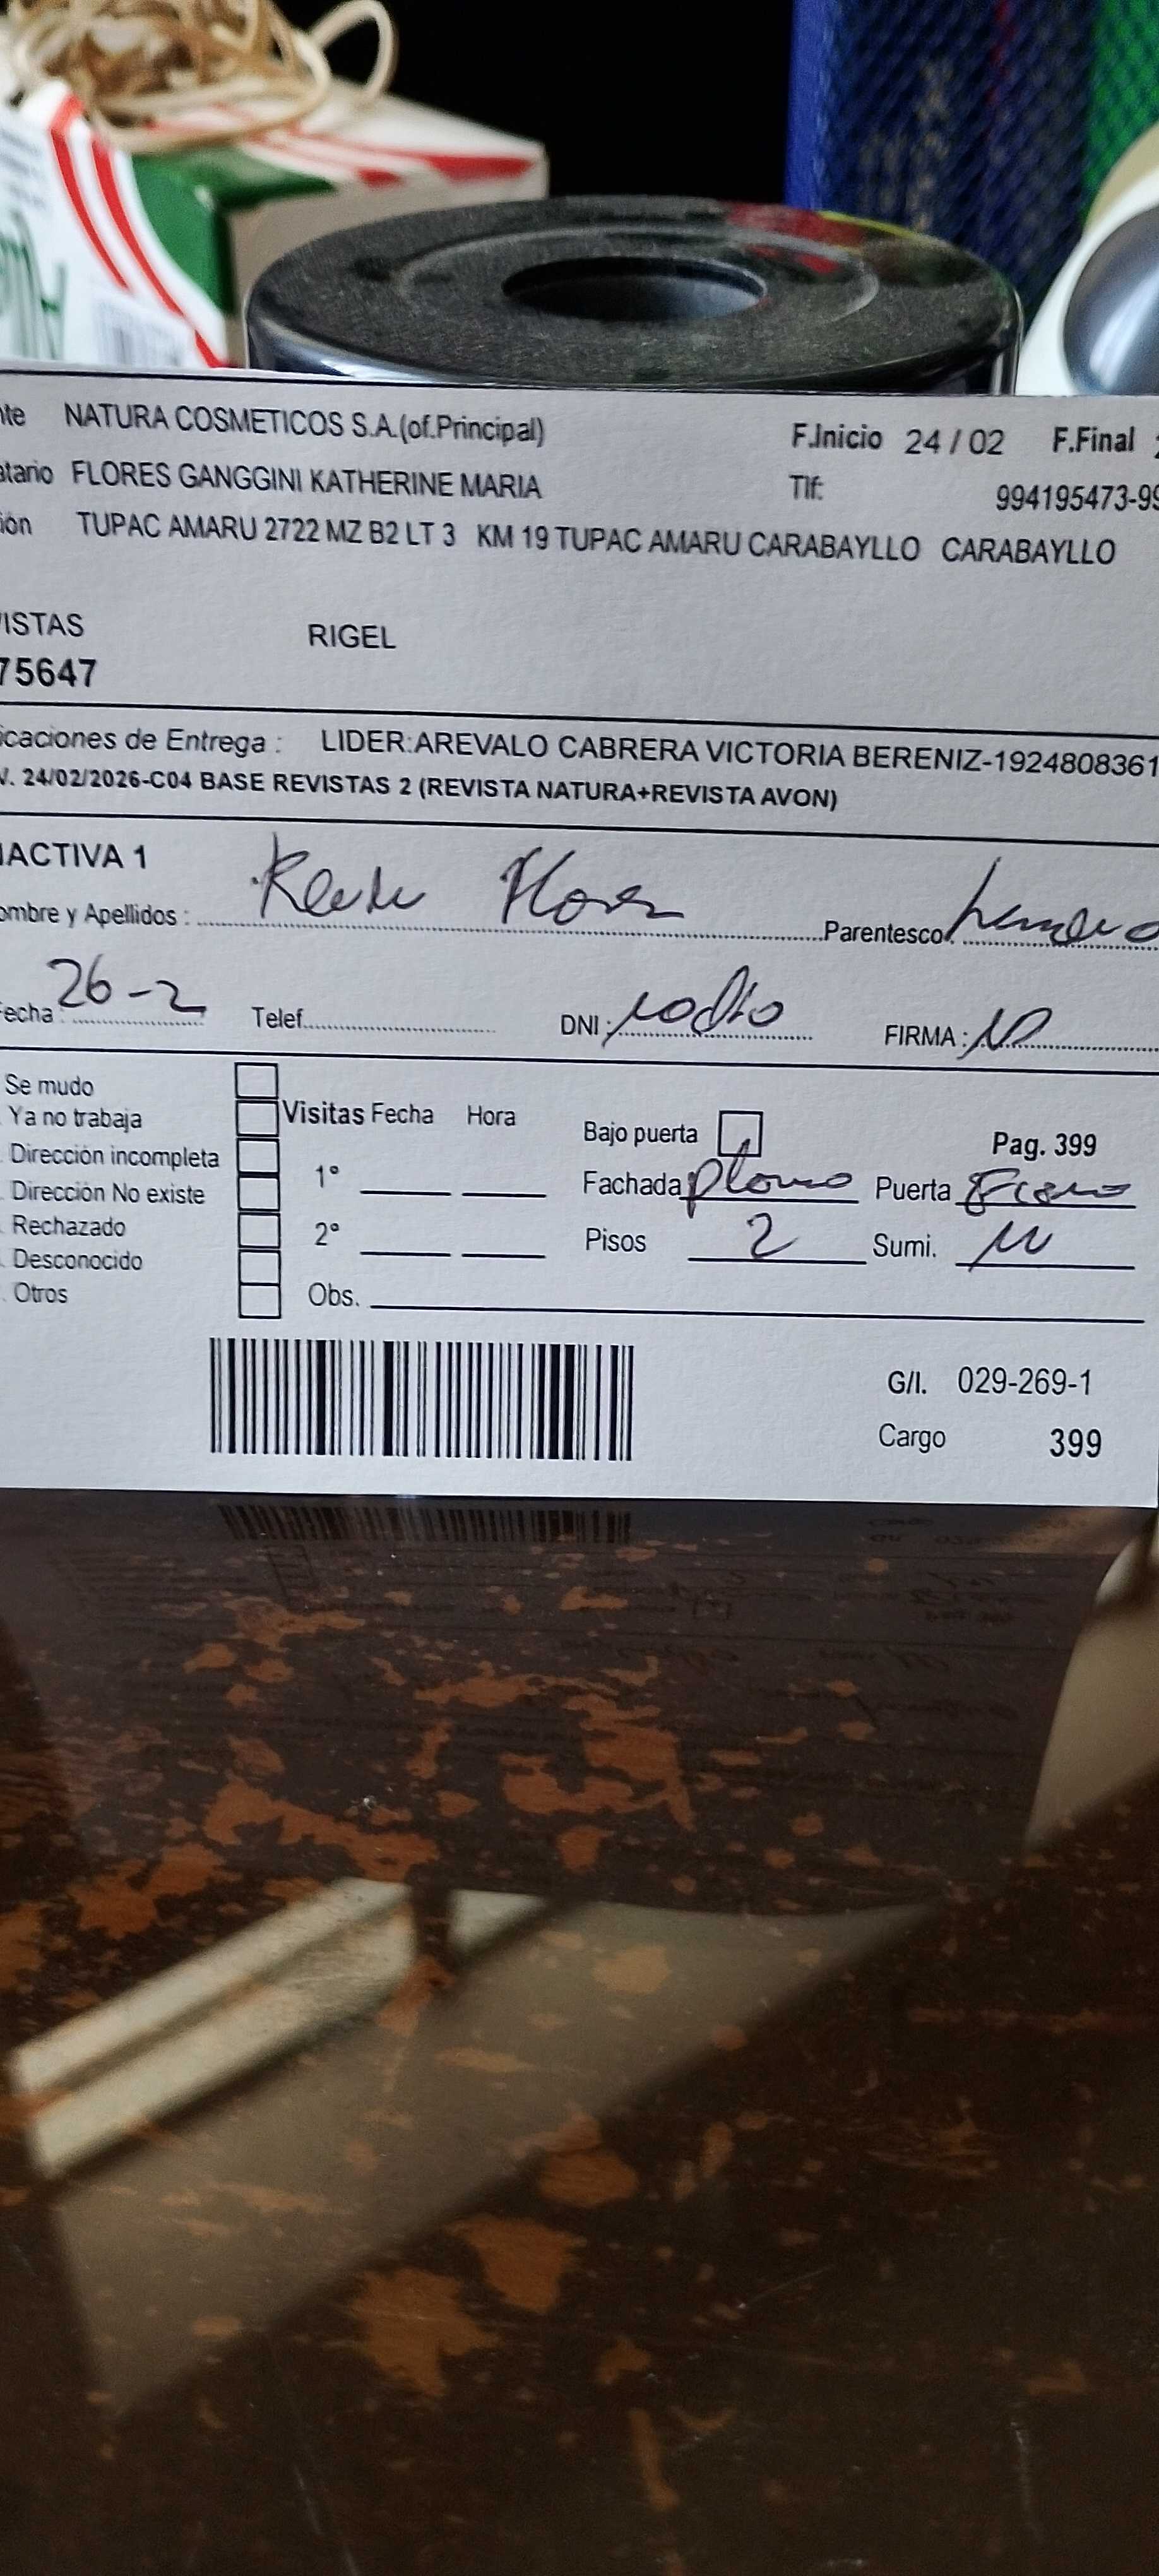 nte NATURA COSMETICOS S.A.(of.Principal) F.Inicio 24 / 02 F.Final
atario FLORES GANGGINI KATHERINE MARIA Tlf: 994195473-99
ión TUPAC AMARU 2722 MZ B2 LT 3 KM 19 TUPAC AMARU CARABAYLLO CARABAYLLO
VISTAS RIGEL
75647
icaciones de Entrega : LIDER:AREVALO CABRERA VICTORIA BERENIZ-1924808361
V. 24/02/2026-C04 BASE REVISTAS 2 (REVISTA NATURA+REVISTA AVON)
NACTIVA 1
ombre y Apellidos : Flores Parentesco:
Fecha : 26-2 Telef. DNI : FIRMA :
Se mudo
Ya no trabaja Visitas Fecha Hora Bajo puerta Pag. 399
Dirección incompleta 1° Fachada plomo Puerta
Dirección No existe
Rechazado 2° Pisos 2 Sumi.
Desconocido
Otros Obs.
G/I. 029-269-1
Cargo 399